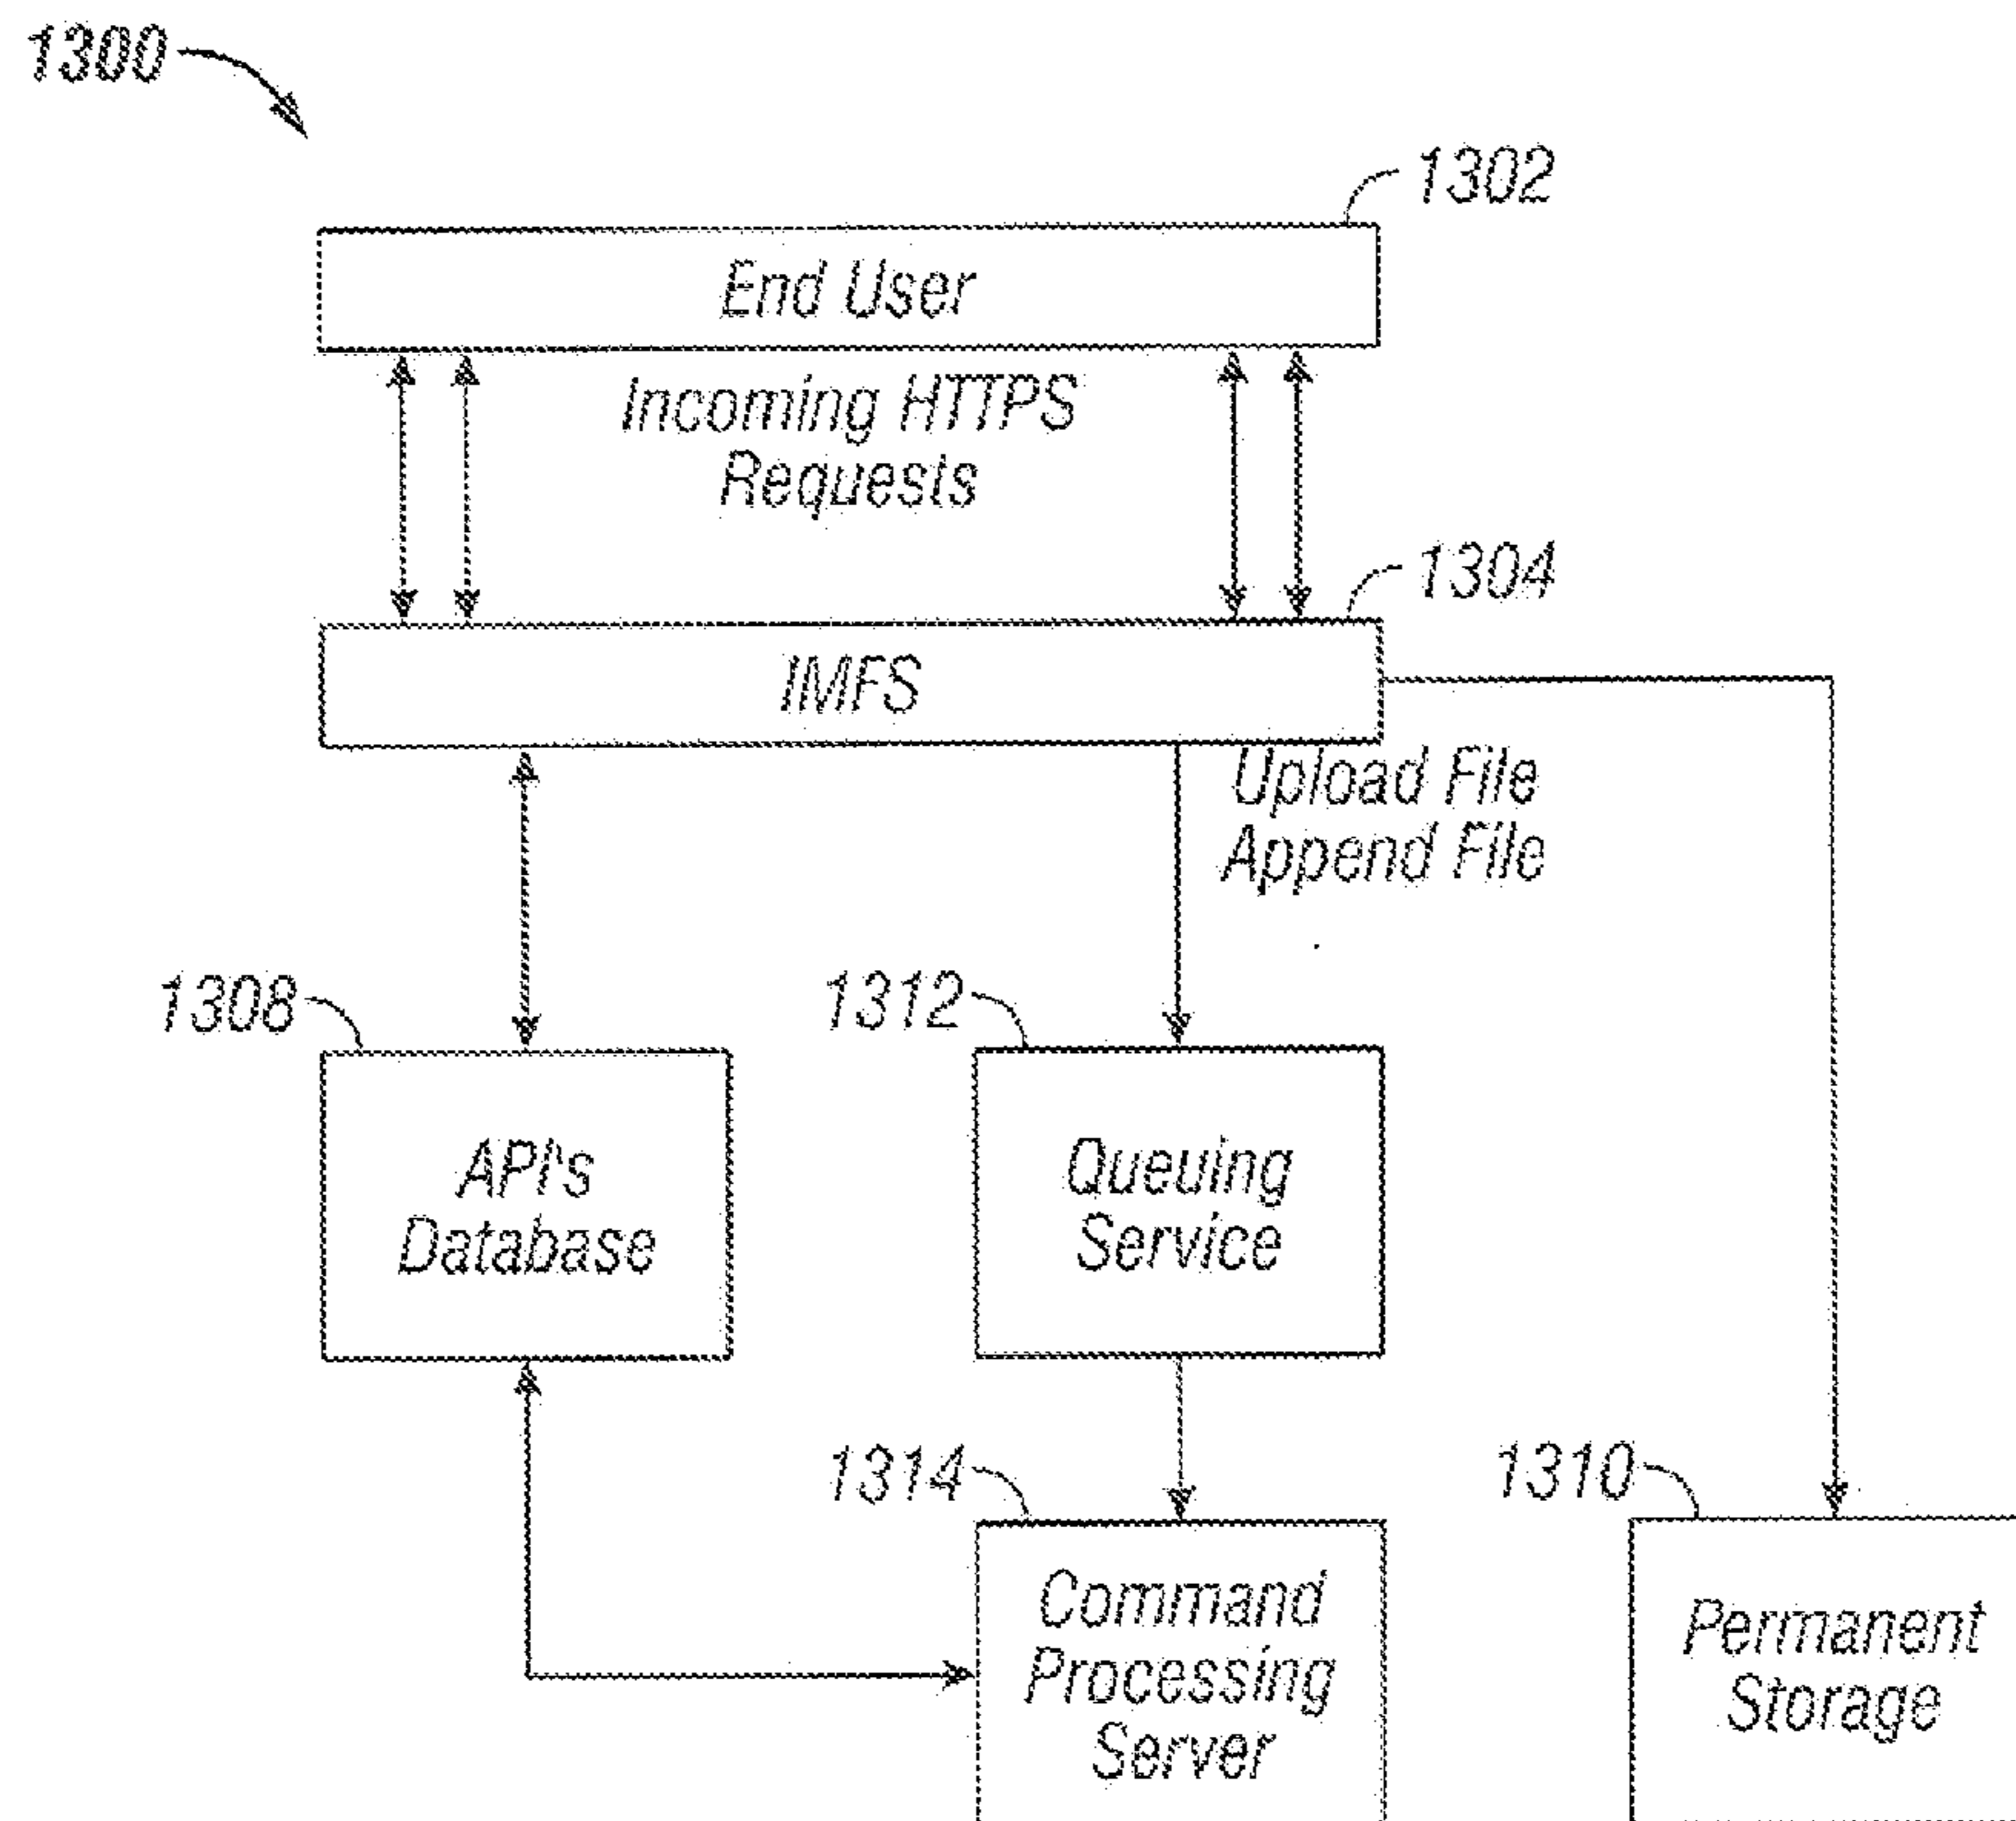 1300
1302
End User
Incoming HTTPS
Requests
1304
IMFS
Upload File
Append File
1308
1312
API's
Database
Queuing
Service
1314
1310
Command
Processing
Server
Permanent
Storage